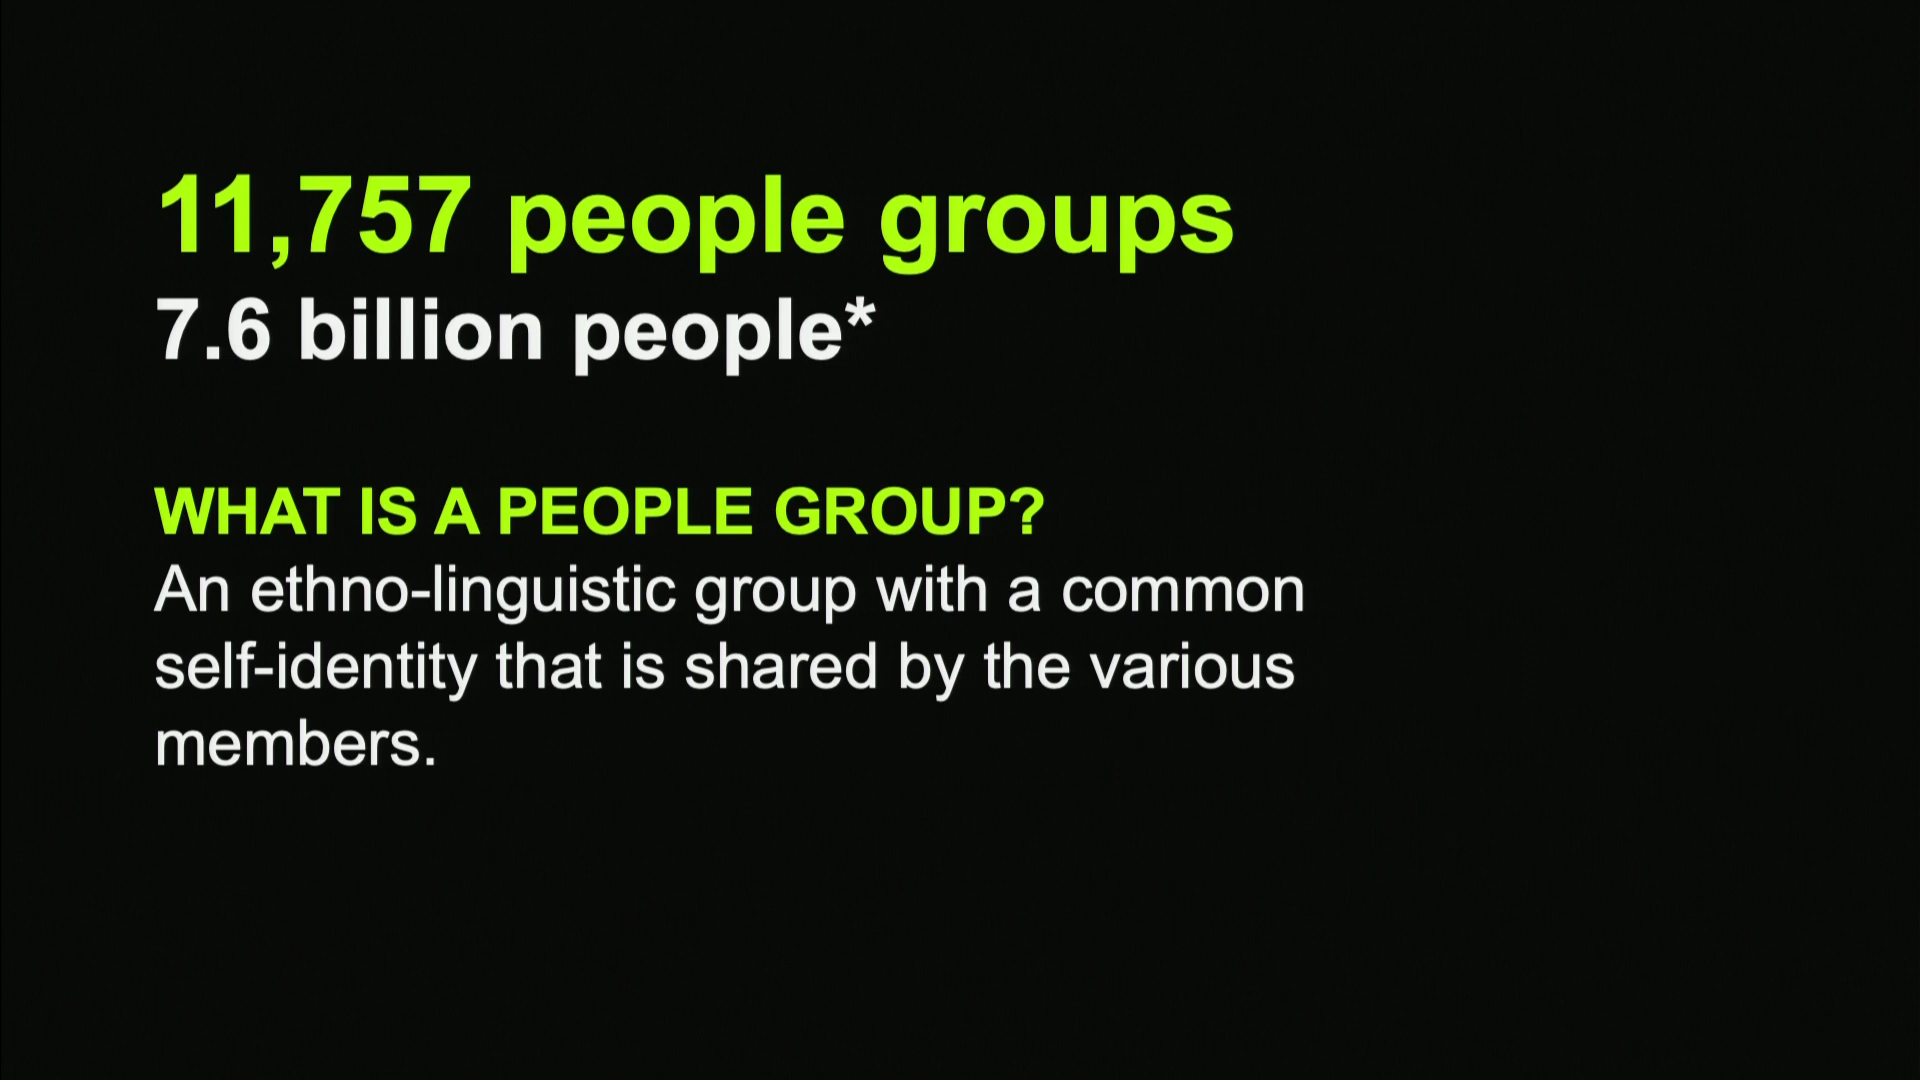 11,757 people groups
7.6 billion people*
WHAT IS A PEOPLE GROUP?
An ethno-linguistic group with a common
self-identity that is shared by the various
members.